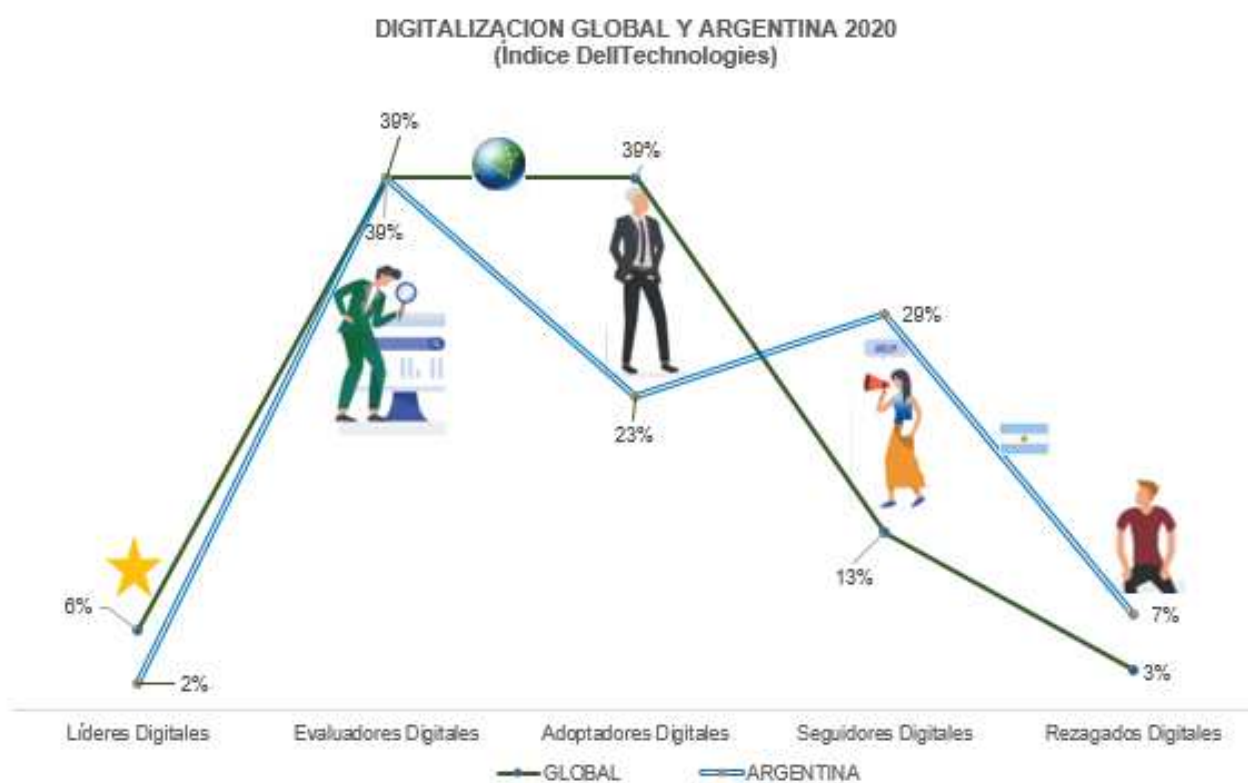 DIGITALIZACION GLOBAL Y ARGENTINA 2020
(Índice DellTechnologies)
39%
39%
39%
29%
23%
13%
6%
7%
3%
2%
Líderes Digitales
Evaluadores Digitales
Adoptadores Digitales
Seguidores Digitales
Rezagados Digitales
GLOBAL
ARGENTINA